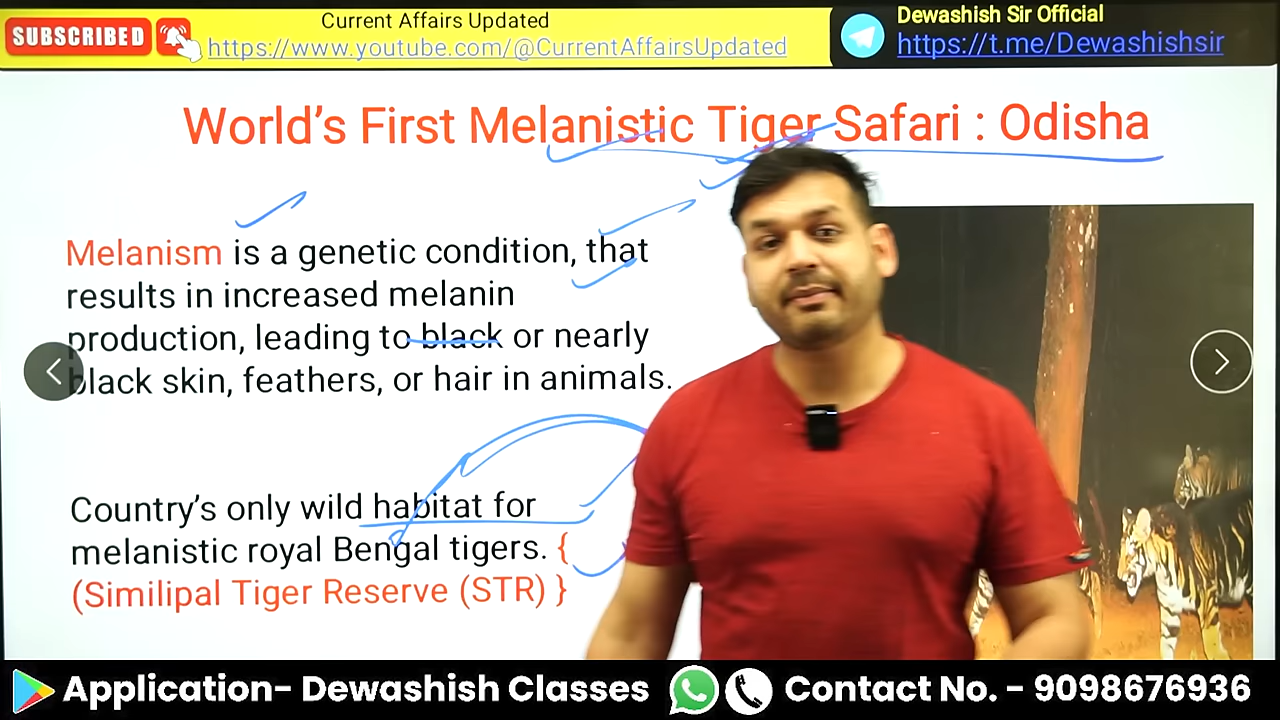 SUBSCRIBED
Current Affairs Updated
https://www.youtube.com/@CurrentAffairsUpdated
Dewashish Sir Official
https://t.me/Dewashishsir
World's First Melanistic Tiger Safari : Odisha
Melanism is a genetic condition, that
results in increased melanin
production, leading to black or nearly
black skin, feathers, or hair in animals.
Country's only wild habitat for
melanistic royal Bengal tigers. {
(Similipal Tiger Reserve (STR) }
Application- Dewashish Classes
Contact No. - 9098676936